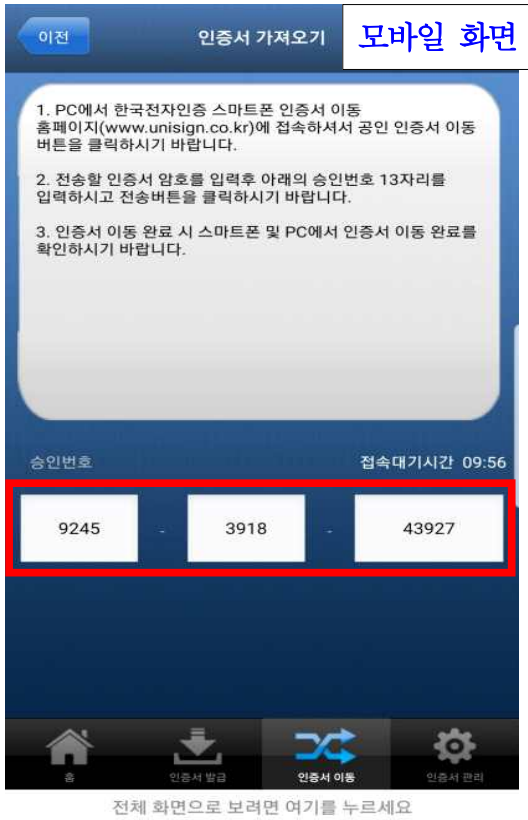 이전
인증서 가져오기
모바일 화면
1. PC에서 한국전자인증 스마트폰 인증서 이동
홈페이지(www.unisign.co.kr)에 접속하셔서 공인 인증서 이동
버튼을 클릭하시기 바랍니다.
2. 전송할 인증서 암호를 입력후 아래의 승인번호 13자리를
입력하시고 전송버튼을 클릭하시기 바랍니다.
3. 인증서 이동 완료 시 스마트폰 및 PC에서 인증서 이동 완료를
확인하시기 바랍니다.
승인번호 접속대기시간 09:56
9245 - 3918 - 43927
홈 인증서 발급 인증서 이동 인증서 관리
전체 화면으로 보려면 여기를 누르세요